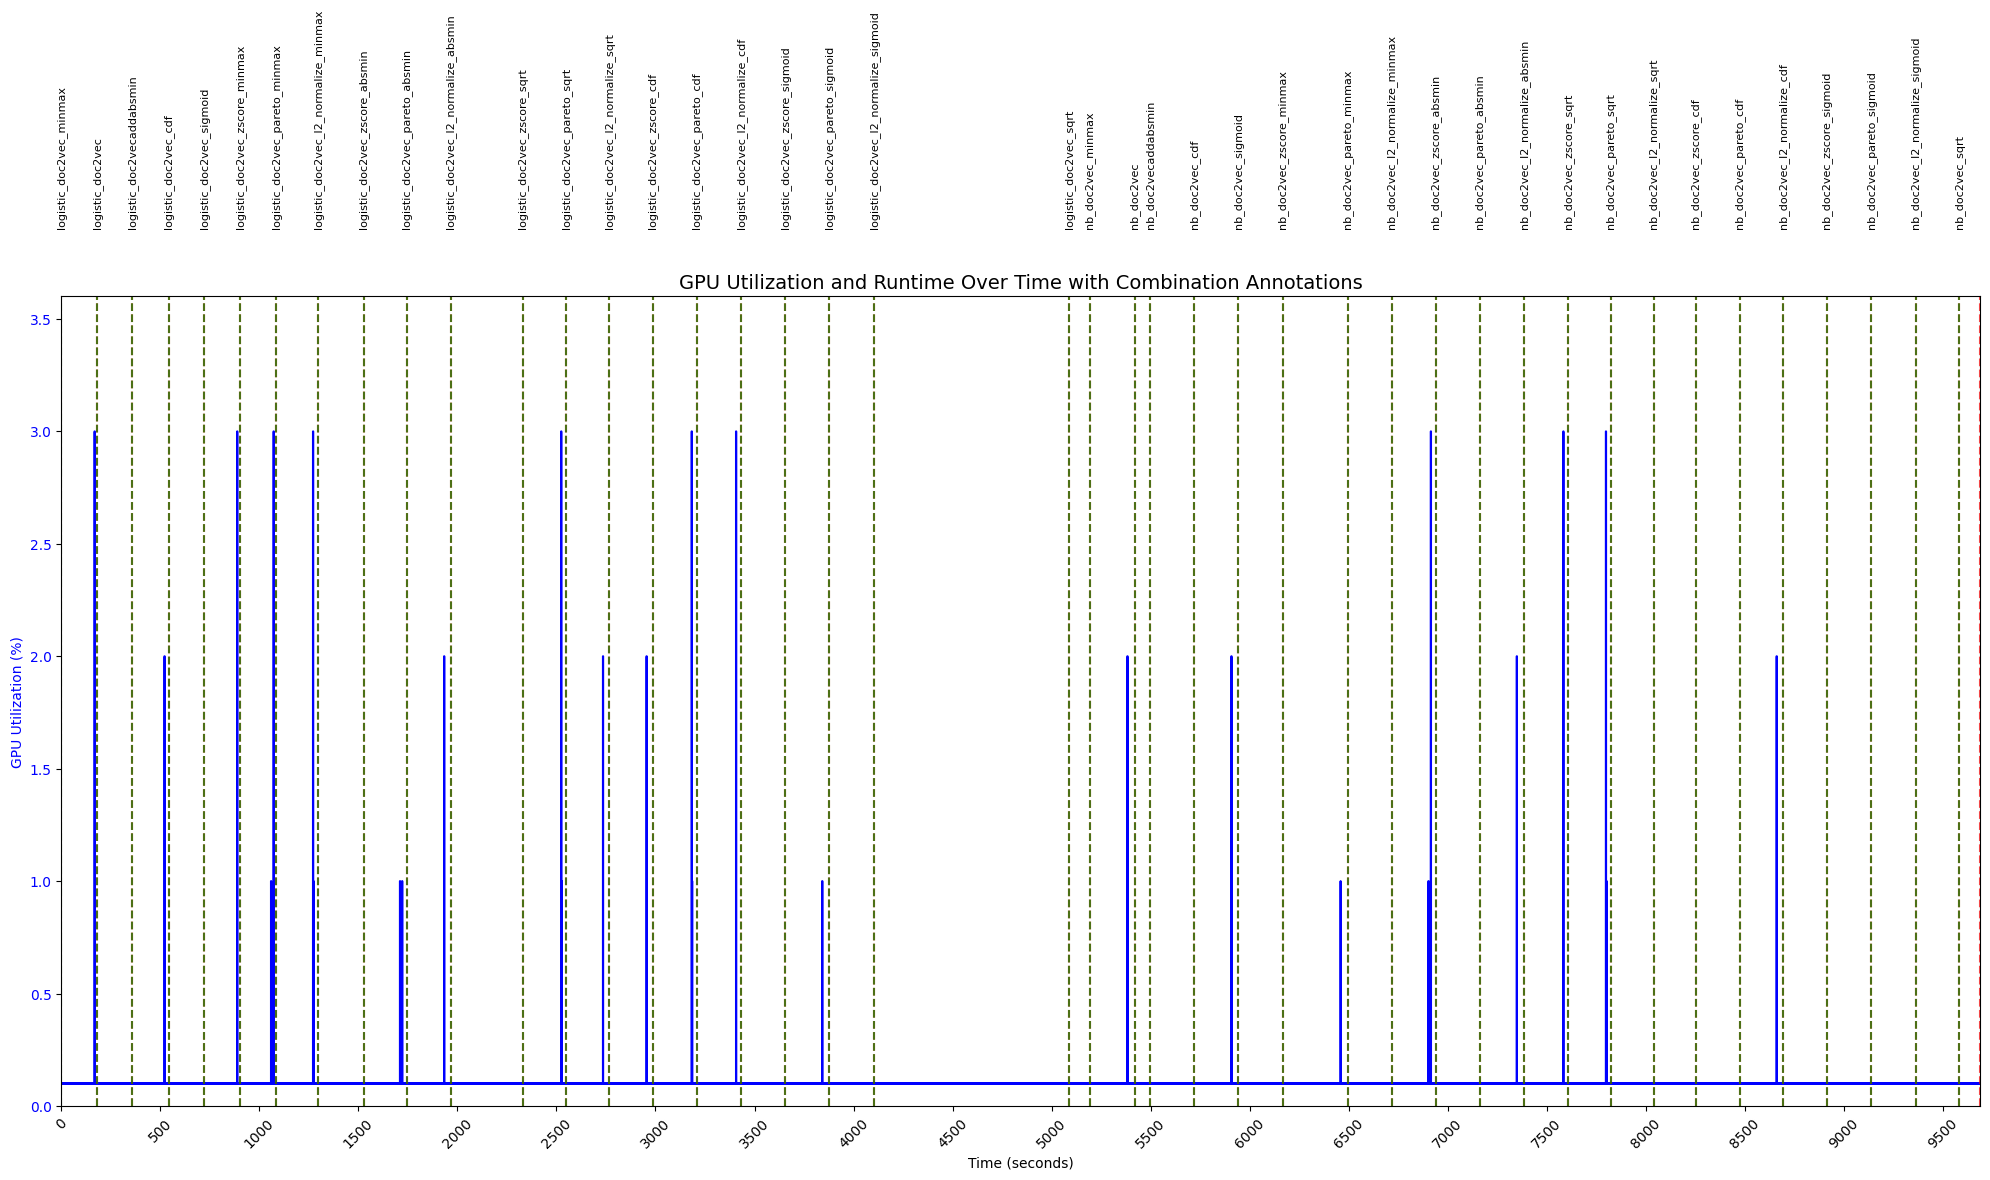 logistic_doc2vec_minmax
logistic_doc2vec
logistic_doc2vecaddabsmin
logistic_doc2vec_cdf
logistic_doc2vec_sigmoid
logistic_doc2vec_zscore_minmax
logistic_doc2vec_pareto_minmax
logistic_doc2vec_l2_normalize_minmax
logistic_doc2vec_zscore_absmin
logistic_doc2vec_pareto_absmin
logistic_doc2vec_l2_normalize_absmin
logistic_doc2vec_zscore_sqrt
logistic_doc2vec_pareto_sqrt
logistic_doc2vec_l2_normalize_sqrt
logistic_doc2vec_zscore_cdf
logistic_doc2vec_pareto_cdf
logistic_doc2vec_l2_normalize_cdf
logistic_doc2vec_zscore_sigmoid
logistic_doc2vec_pareto_sigmoid
logistic_doc2vec_l2_normalize_sigmoid
logistic_doc2vec_sqrt
nb_doc2vec_minmax
nb_doc2vec
nb_doc2vecaddabsmin
nb_doc2vec_cdf
nb_doc2vec_sigmoid
nb_doc2vec_zscore_minmax
nb_doc2vec_pareto_minmax
nb_doc2vec_l2_normalize_minmax
nb_doc2vec_zscore_absmin
nb_doc2vec_pareto_absmin
nb_doc2vec_l2_normalize_absmin
nb_doc2vec_zscore_sqrt
nb_doc2vec_pareto_sqrt
nb_doc2vec_l2_normalize_sqrt
nb_doc2vec_zscore_cdf
nb_doc2vec_pareto_cdf
nb_doc2vec_l2_normalize_cdf
nb_doc2vec_zscore_sigmoid
nb_doc2vec_pareto_sigmoid
nb_doc2vec_l2_normalize_sigmoid
nb_doc2vec_sqrt
GPU Utilization and Runtime Over Time with Combination Annotations
3.5
3.0
2.5
2.0
1.5
1.0
0.5
0.0
GPU Utilization (%)
0
500
1000
1500
2000
2500
3000
3500
4000
4500
5000
5500
6000
6500
7000
7500
8000
8500
9000
9500
Time (seconds)